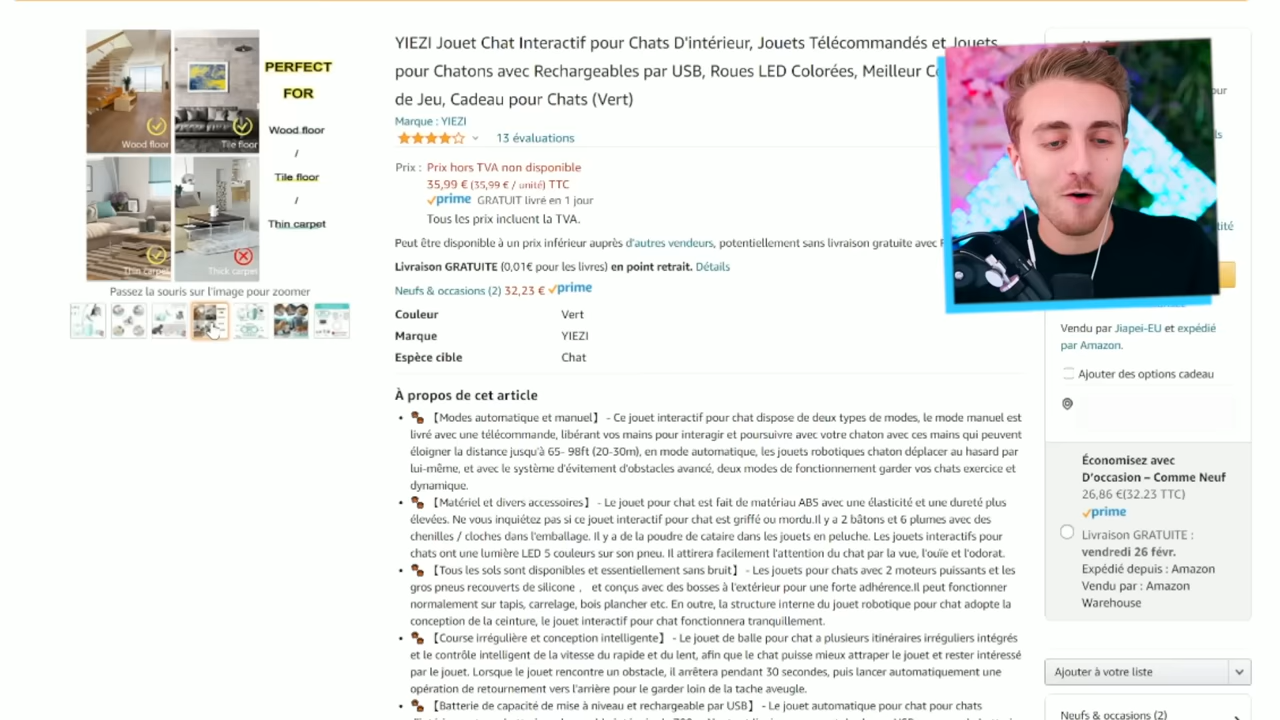 PERFECT
FOR
Wood floor
/
Tile floor
/
Thin carpet
Wood floor
Tile floor
Thin carpet
Thick carpet
Passez la souris sur l'image pour zoomer
YIEZI Jouet Chat Interactif pour Chats D'intérieur, Jouets Télécommandés et Jouets
pour Chatons avec Rechargeables par USB, Roues LED Colorées, Meilleur
de Jeu, Cadeau pour Chats (Vert)
Marque : YIEZI
13 évaluations
Prix : Prix hors TVA non disponible
35,99 € (35,99 € / unité) TTC
prime GRATUIT livré en 1 jour
Tous les prix incluent la TVA.
Peut être disponible à un prix inférieur auprès d'autres vendeurs, potentiellement sans livraison gratuite avec
Livraison GRATUITE (0,01€ pour les livres) en point retrait. Détails
Neufs & occasions (2) 32,23 € prime
Couleur Vert
Marque YIEZI
Espèce cible Chat
À propos de cet article
• 【Modes automatique et manuel】 - Ce jouet interactif pour chat dispose de deux types de modes, le mode manuel est
livré avec une télécommande, libérant vos mains pour interagir et poursuivre avec votre chaton avec ces mains qui peuvent
éloigner la distance jusqu'à 65- 98ft (20-30m), en mode automatique, les jouets robotiques chaton déplacer au hasard par
lui-même, et avec le système d'évitement d'obstacles avancé, deux modes de fonctionnement garder vos chats exercice et
dynamique.
• 【Matériel et divers accessoires】 - Le jouet pour chat est fait de matériau ABS avec une élasticité et une dureté plus
élevées. Ne vous inquiétez pas si ce jouet interactif pour chat est griffé ou mordu.Il y a 2 bâtons et 6 plumes avec des
chenilles / cloches dans l'emballage. Il y a de la poudre de cataire dans les jouets en peluche. Les jouets interactifs pour
chats ont une lumière LED 5 couleurs sur son pneu. Il attirera facilement l'attention du chat par la vue, l'ouïe et l'odorat.
• 【Tous les sols sont disponibles et essentiellement sans bruit】 - Les jouets pour chats avec 2 moteurs puissants et les
gros pneus recouverts de silicone， et conçus avec des bosses à l'extérieur pour une forte adhérence.Il peut fonctionner
normalement sur tapis, carrelage, bois plancher etc. En outre, la structure interne du jouet robotique pour chat adopte la
conception de la ceinture, le jouet interactif pour chat fonctionnera tranquillement.
• 【Course irrégulière et conception intelligente】 - Le jouet de balle pour chat a plusieurs itinéraires irréguliers intégrés
et le contrôle intelligent de la vitesse du rapide et du lent, afin que le chat puisse mieux attraper le jouet et rester intéressé
par le jouet. Lorsque le jouet rencontre un obstacle, il arrêtera pendant 30 secondes, puis lancer automatiquement une
opération de retournement vers l'arrière pour le garder loin de la tache aveugle.
• 【Batterie de capacité de mise à niveau et rechargeable par USB】 - Le jouet automatique pour chat pour chats
Vendu par Jiapei-EU et expédié
par Amazon.
Ajouter des options cadeau
Économisez avec
D'occasion – Comme Neuf
26,86 €(32.23 TTC)
prime
Livraison GRATUITE :
vendredi 26 févr.
Expédié depuis : Amazon
Vendu par : Amazon
Warehouse
Ajouter à votre liste
Neufs & occasions (2)